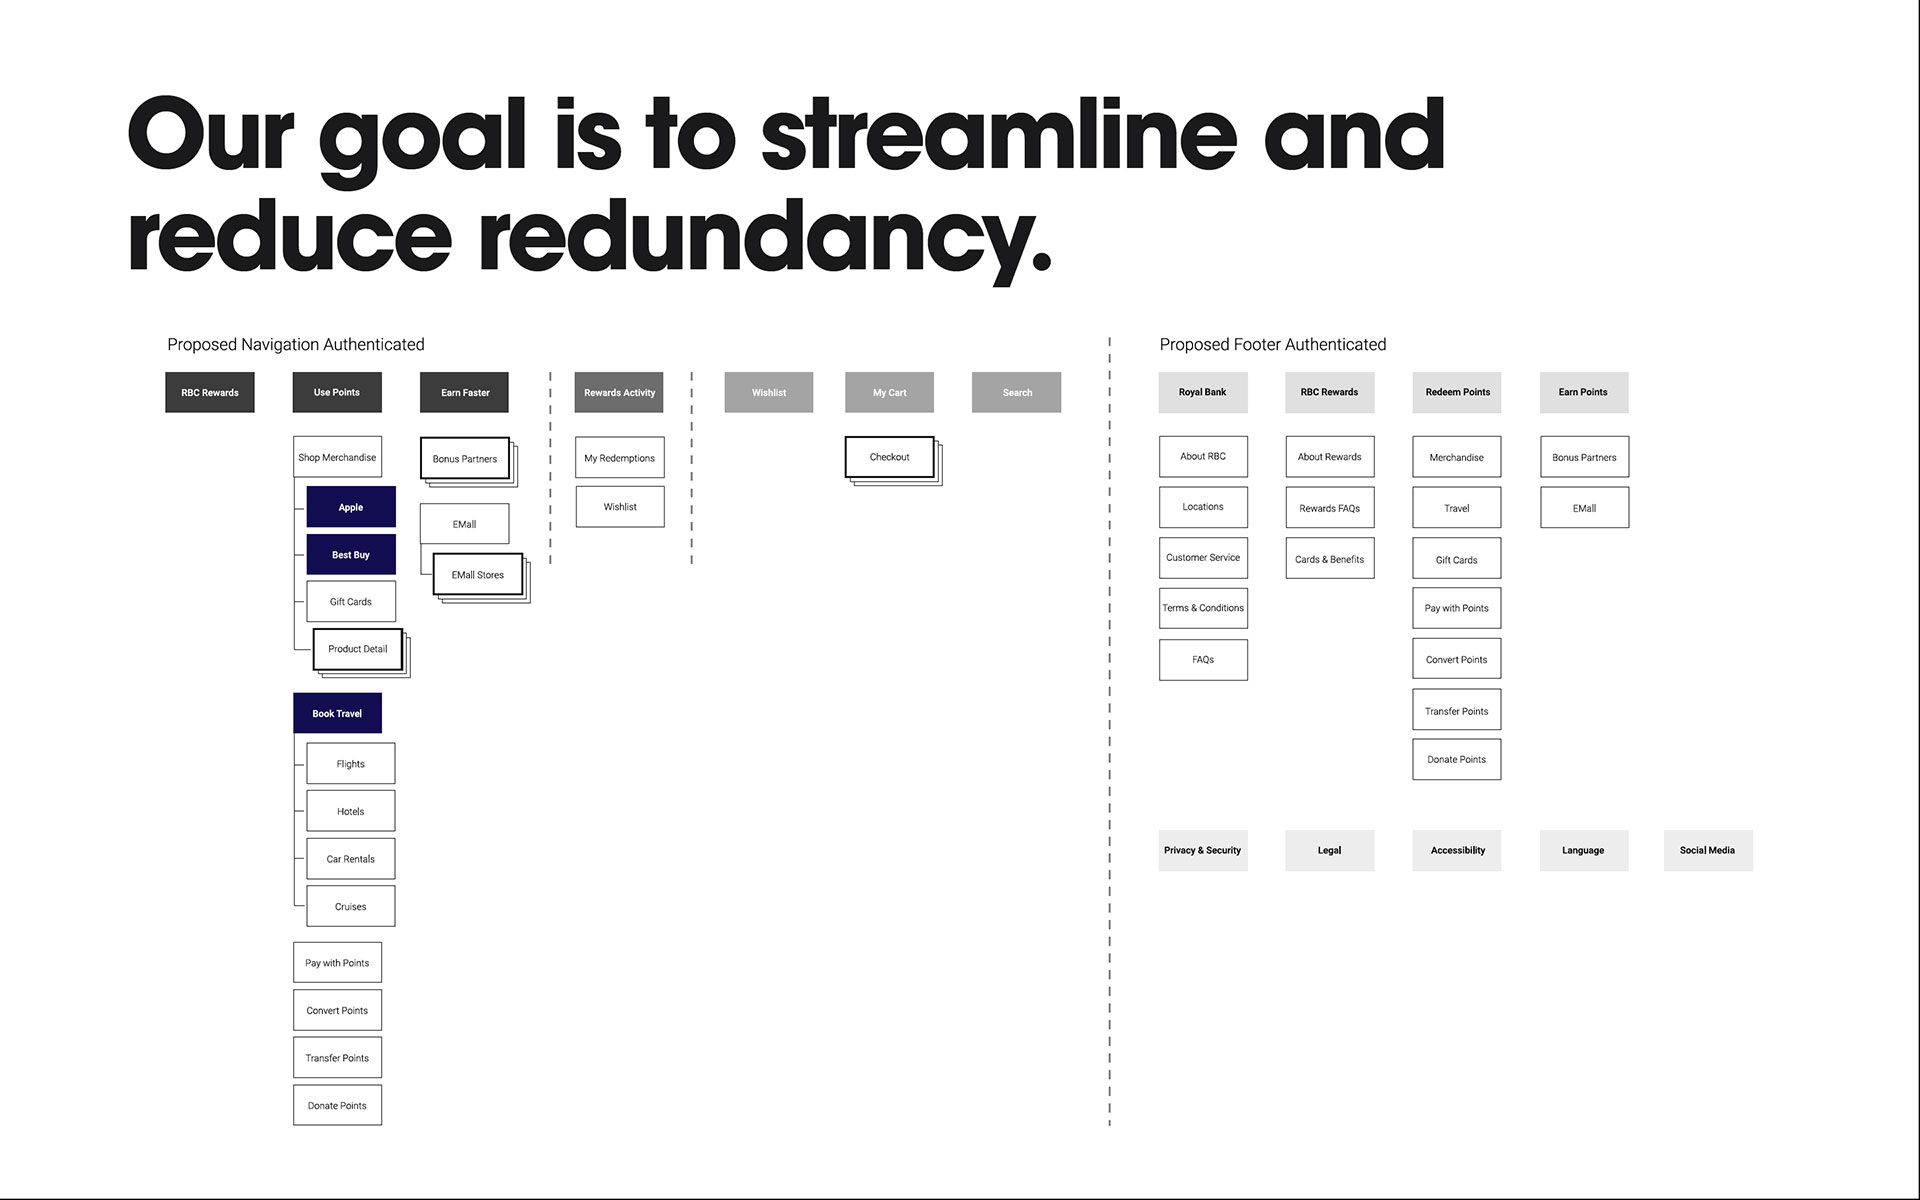 Our goal is to streamline and
reduce redundancy.
Proposed Navigation Authenticated
RBC Rewards
Use Points
Earn Faster
Rewards Activity
Wishlist
My Cart
Search
Shop Merchandise
Apple
Best Buy
Gift Cards
Product Detail
Book Travel
Flights
Hotels
Car Rentals
Cruises
Pay with Points
Convert Points
Transfer Points
Donate Points
Bonus Partners
EMall
EMall Stores
My Redemptions
Wishlist
Checkout
Proposed Footer Authenticated
Royal Bank
RBC Rewards
Redeem Points
Earn Points
About RBC
Locations
Customer Service
Terms & Conditions
FAQs
About Rewards
Rewards FAQs
Cards & Benefits
Merchandise
Travel
Gift Cards
Pay with Points
Convert Points
Transfer Points
Donate Points
Bonus Partners
EMall
Privacy & Security
Legal
Accessibility
Language
Social Media